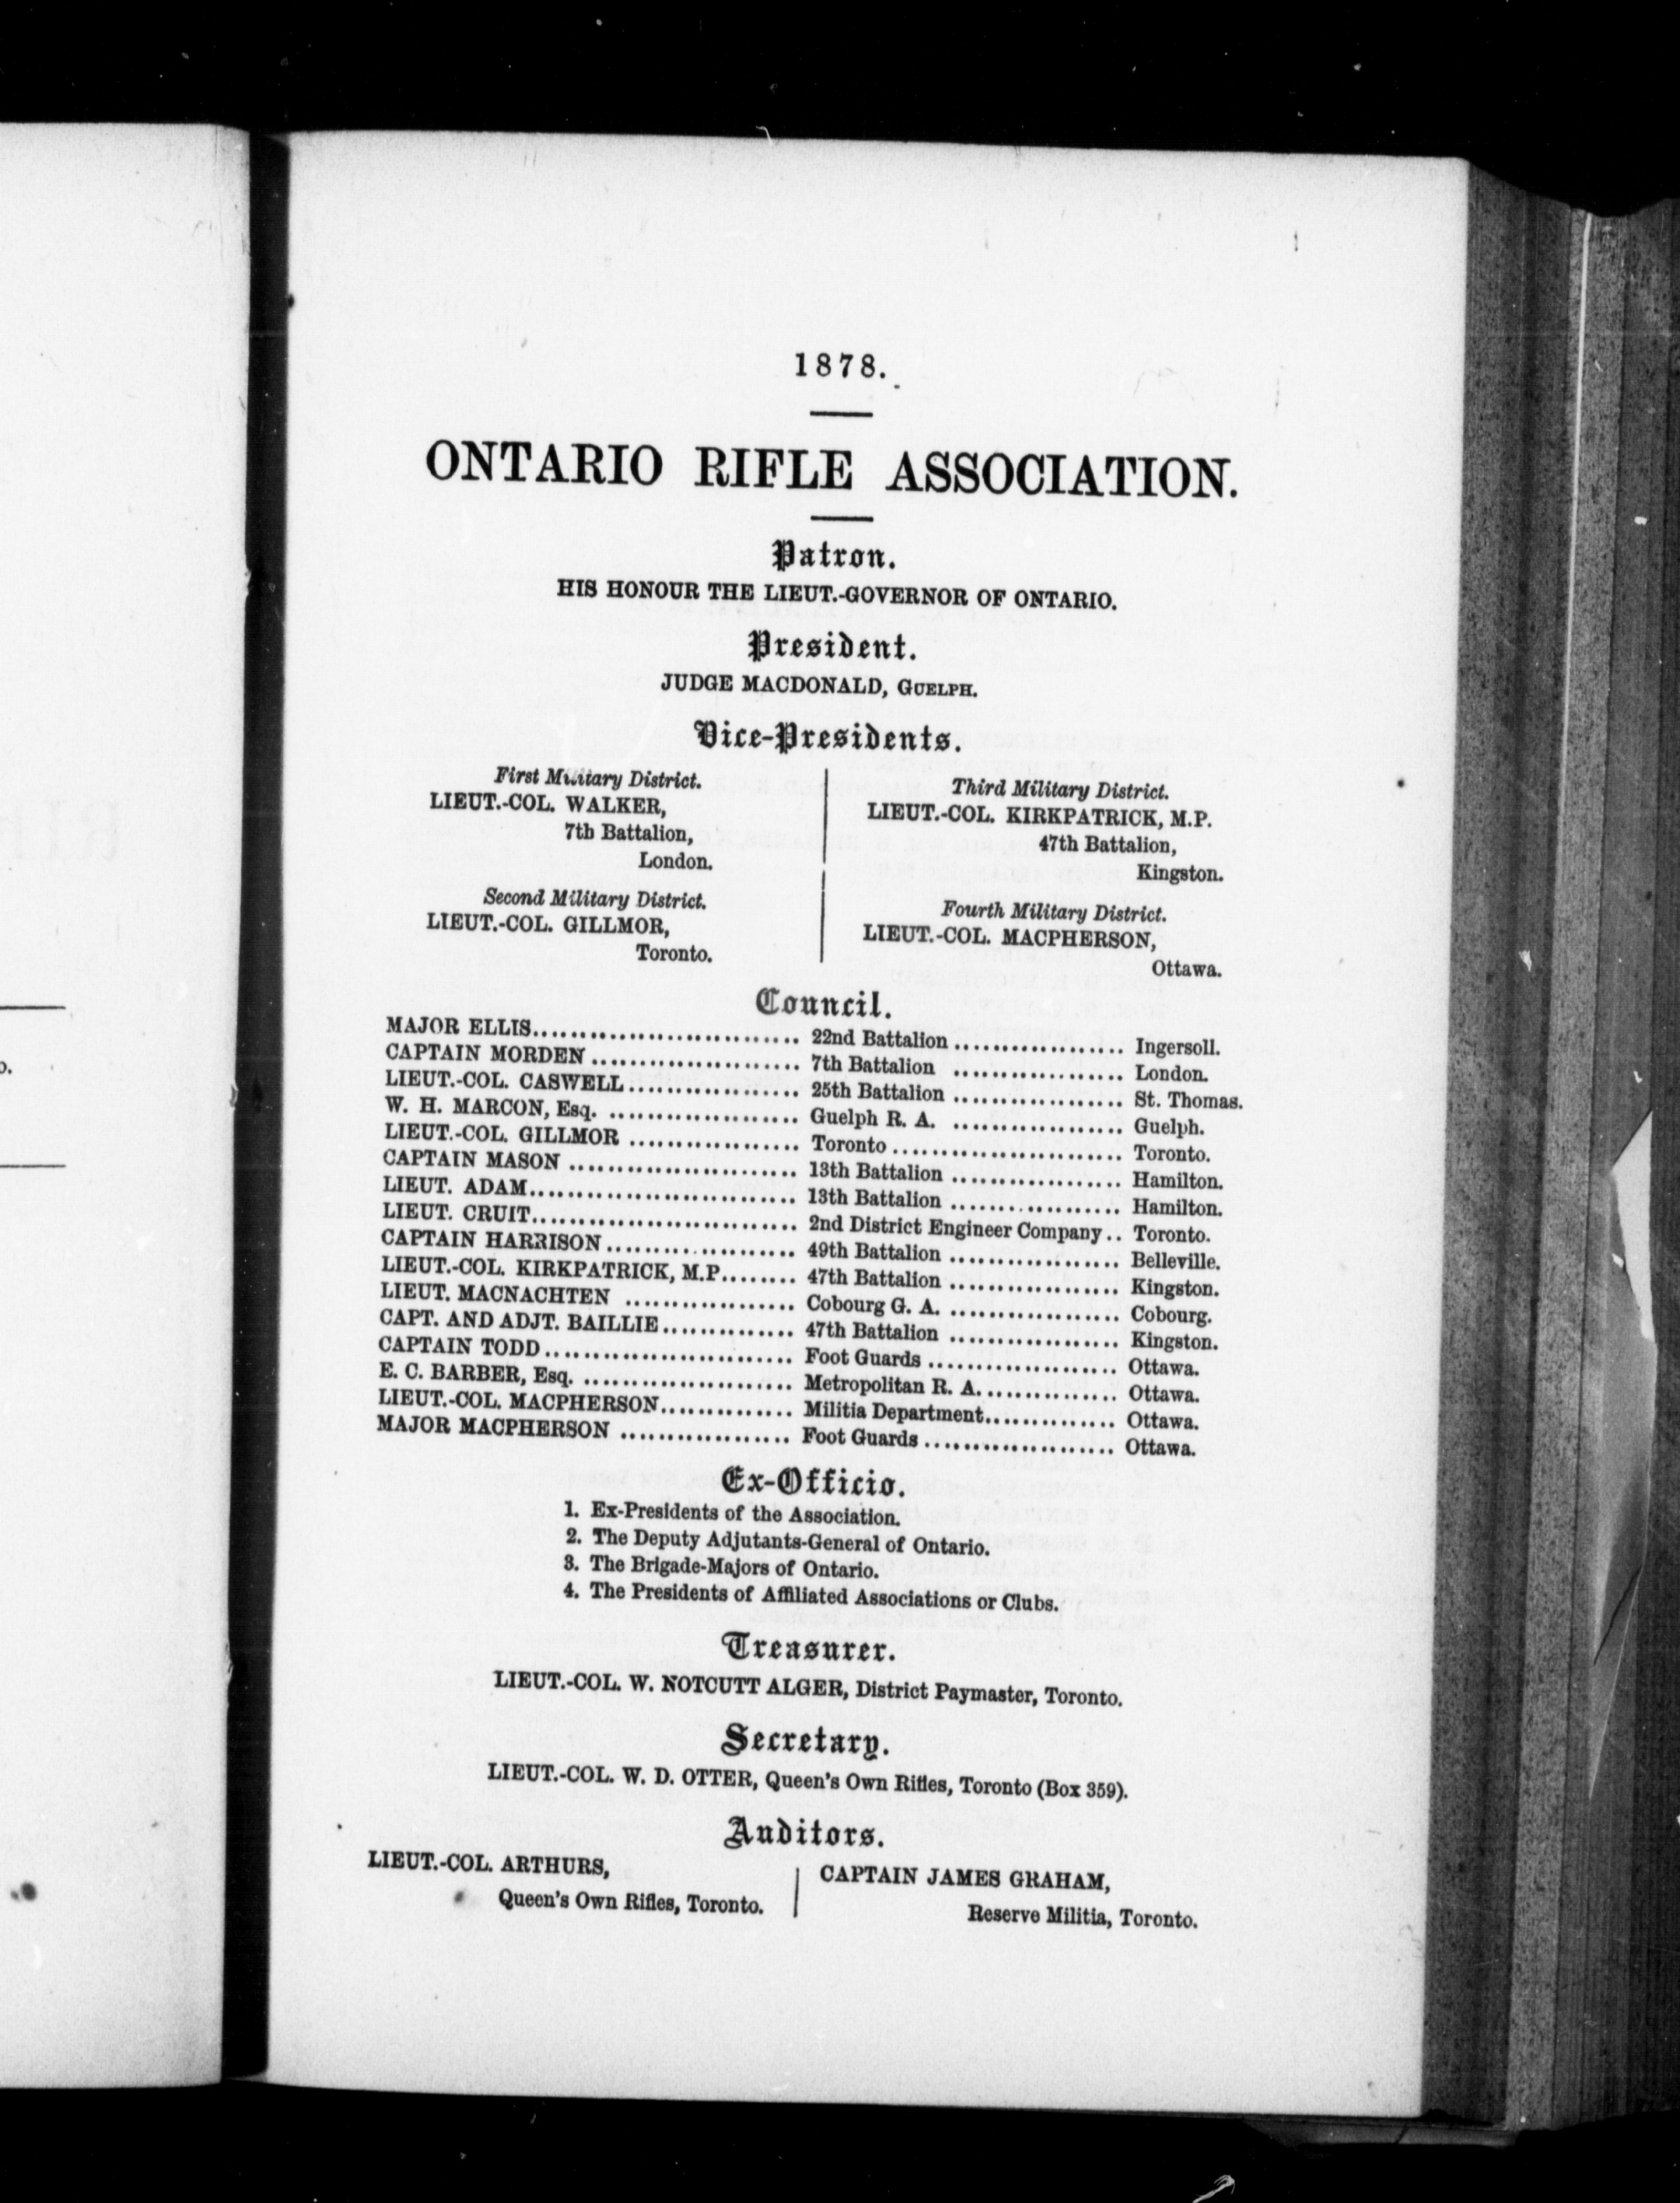 1878.
ONTARIO RIFLE ASSOCIATION.
Patron.
HIS HONOUR THE LIEUT.-GOVERNOR OF ONTARIO.
President.
JUDGE MACDONALD, GUELPH.
Vice-Presidents.
First Military District.
LIEUT.-COL. WALKER,
7th Battalion,
London.
Second Military District.
LIEUT.-COL. GILLMOR,
Toronto.
Third Military District.
LIEUT.-COL. KIRKPATRICK, M.P.
47th Battalion,
Kingston.
Fourth Military District.
LIEUT.-COL. MACPHERSON,
Ottawa.
Council.
MAJOR ELLIS............................ 22nd Battalion .................. Ingersoll.
CAPTAIN MORDEN ...................... 7th Battalion .................. London.
LIEUT.-COL. CASWELL.................. 25th Battalion .................. St. Thomas.
W. H. MARCON, Esq. .................... Guelph R. A. .................. Guelph.
LIEUT.-COL. GILLMOR .................. Toronto ........................ Toronto.
CAPTAIN MASON ........................ 13th Battalion .................. Hamilton.
LIEUT. ADAM............................ 13th Battalion .................. Hamilton.
LIEUT. CRUIT............................ 2nd District Engineer Company.. Toronto.
CAPTAIN HARRISON.................... 49th Battalion .................. Belleville.
LIEUT.-COL. KIRKPATRICK, M.P........ 47th Battalion .................. Kingston.
LIEUT. MACNACHTEN .................. Cobourg G. A. .................. Cobourg.
CAPT. AND ADJT. BAILLIE.............. 47th Battalion .................. Kingston.
CAPTAIN TODD.......................... Foot Guards .................... Ottawa.
E. C. BARBER, Esq. ...................... Metropolitan R. A............... Ottawa.
LIEUT.-COL. MACPHERSON.............. Militia Department.............. Ottawa.
MAJOR MACPHERSON .................. Foot Guards .................... Ottawa.
Ex-Officio.
1. Ex-Presidents of the Association.
2. The Deputy Adjutants-General of Ontario.
3. The Brigade-Majors of Ontario.
4. The Presidents of Affiliated Associations or Clubs.
Treasurer.
LIEUT.-COL. W. NOTCUTT ALGER, District Paymaster, Toronto.
Secretary.
LIEUT.-COL. W. D. OTTER, Queen's Own Rifles, Toronto (Box 359).
Auditors.
LIEUT.-COL. ARTHURS,
Queen's Own Rifles, Toronto.
CAPTAIN JAMES GRAHAM,
Reserve Militia, Toronto.